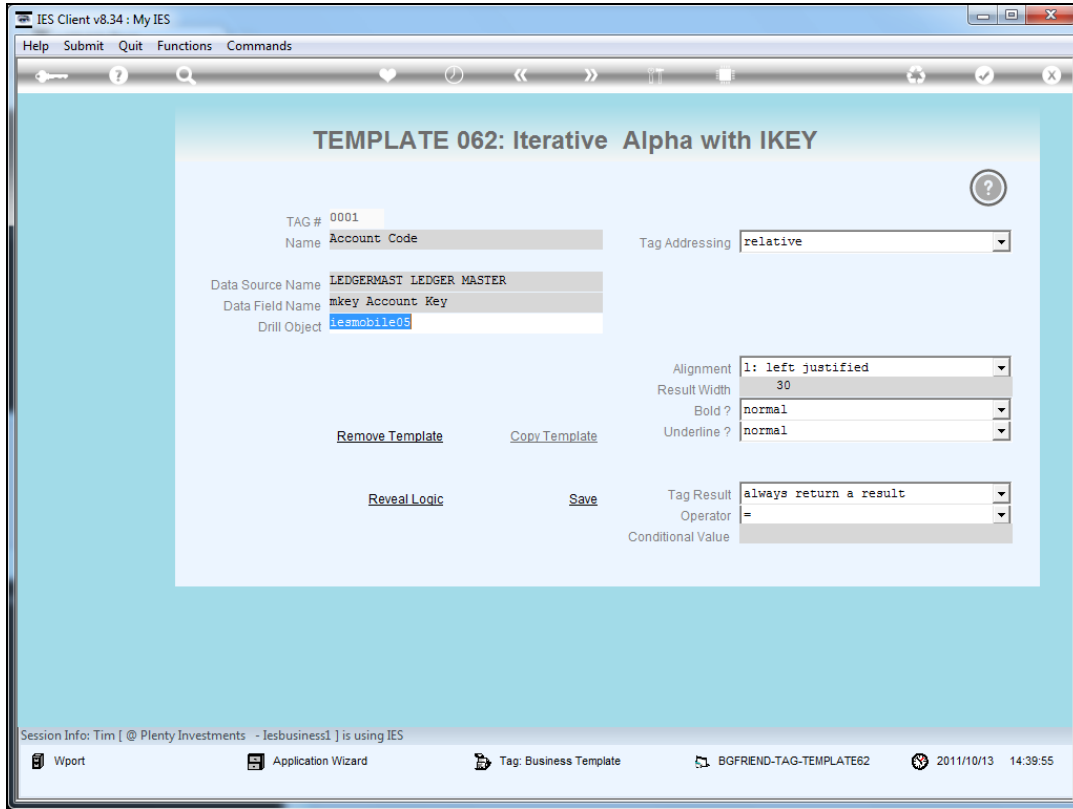 IES Client v8.34 : My IES
Help Submit Quit Functions Commands
TEMPLATE 062: Iterative Alpha with IKEY
TAG # 0001
Name Account Code
Tag Addressing relative
Data Source Name LEDGERMAST LEDGER MASTER
Data Field Name mkey Account Key
Drill Object iesmobile05
Alignment l: left justified
Result Width 30
Bold ? normal
Remove Template Copy Template Underline ? normal
Reveal Logic Save Tag Result always return a result
Operator =
Conditional Value
Session Info: Tim [ @ Plenty Investments - Iesbusiness1 ] is using IES
Wport Application Wizard Tag: Business Template BGFRIEND-TAG-TEMPLATE62 2011/10/13 14:39:55